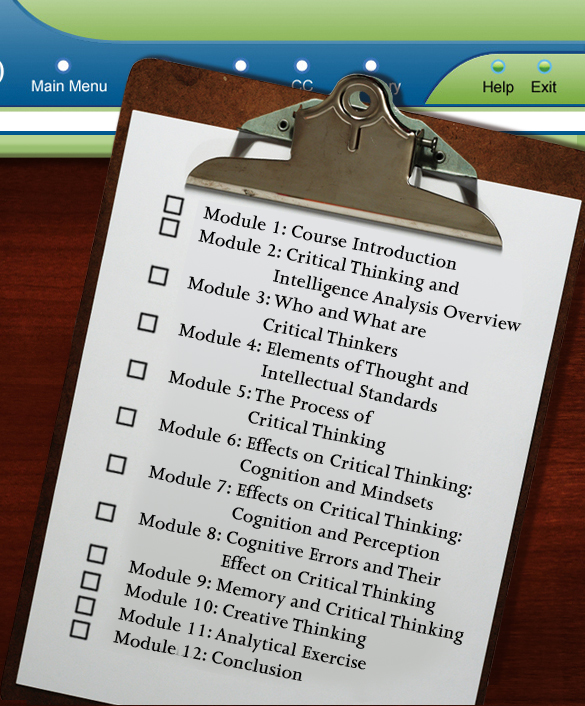 Main Menu
CC
Help
Exit
Module 1: Course Introduction
Module 2: Critical Thinking and
Intelligence Analysis Overview
Module 3: Who and What are
Critical Thinkers
Module 4: Elements of Thought and
Intellectual Standards
Module 5: The Process of
Critical Thinking
Module 6: Effects on Critical Thinking:
Cognition and Mindsets
Module 7: Effects on Critical Thinking:
Cognition and Perception
Module 8: Cognitive Errors and Their
Effect on Critical Thinking
Module 9: Memory and Critical Thinking
Module 10: Creative Thinking
Module 11: Analytical Exercise
Module 12: Conclusion